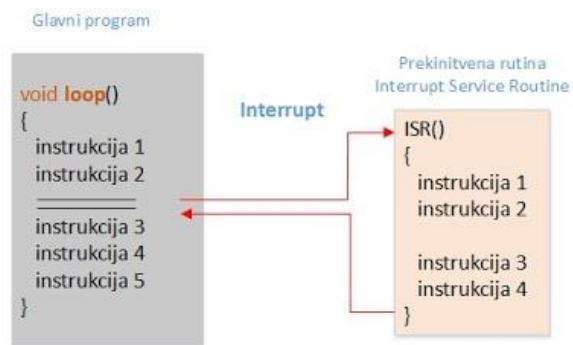 Glavni program
void loop()
{
instrukcija 1
instrukcija 2
instrukcija 3
instrukcija 4
instrukcija 5
}
Interrupt
Prekinitvena rutina
Interrupt Service Routine
ISR()
{
instrukcija 1
instrukcija 2
instrukcija 3
instrukcija 4
}